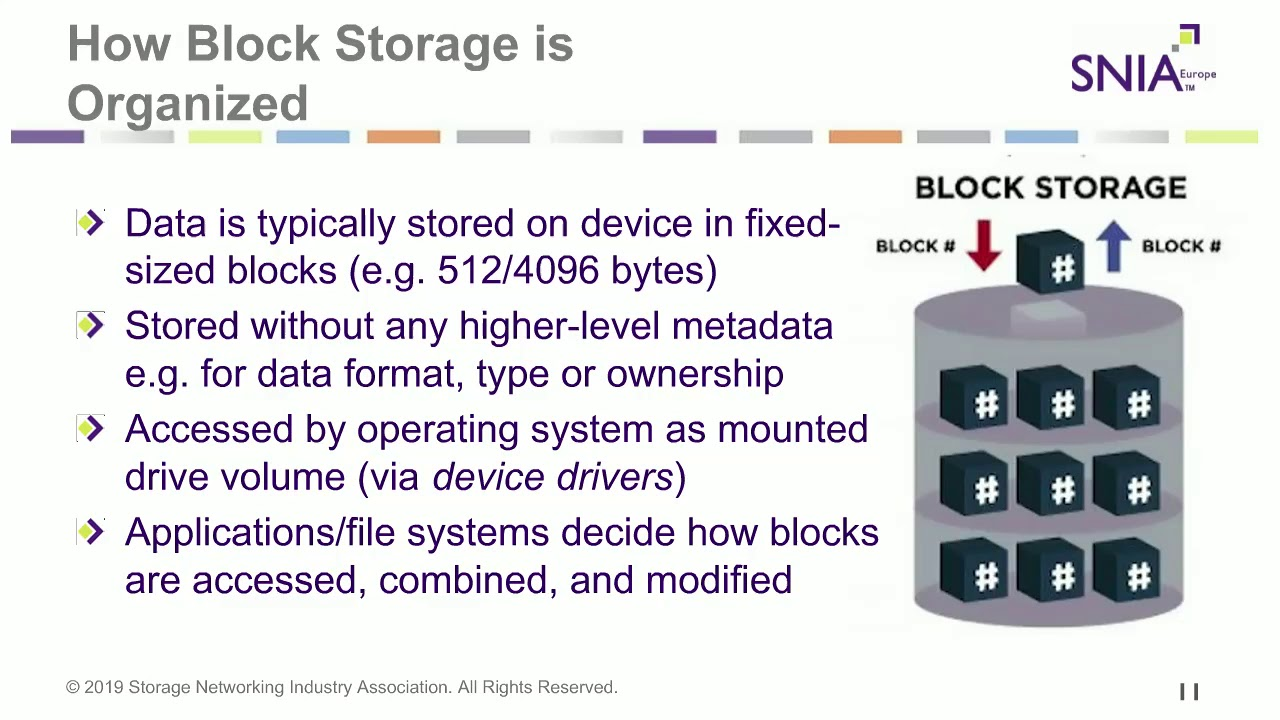 How Block Storage is
Organized
SNIA Europe
TM
Data is typically stored on device in fixed-
sized blocks (e.g. 512/4096 bytes)
Stored without any higher-level metadata
e.g. for data format, type or ownership
Accessed by operating system as mounted
drive volume (via device drivers)
Applications/file systems decide how blocks
are accessed, combined, and modified
BLOCK STORAGE
BLOCK # BLOCK #
#
# # #
# # #
# # #
© 2019 Storage Networking Industry Association. All Rights Reserved.
11